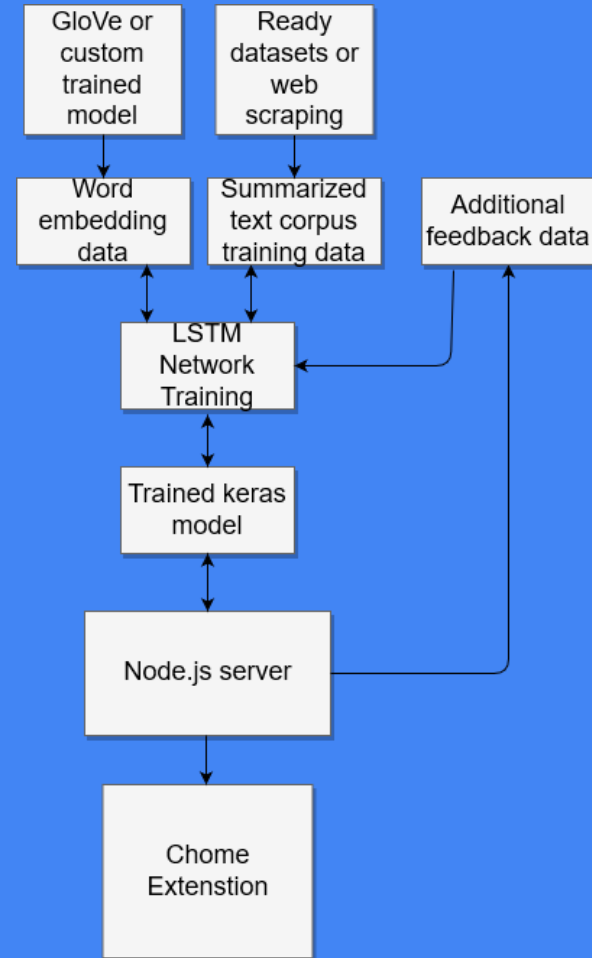 GloVe or
custom
trained
model
Ready
datasets or
web
scraping
Word
embedding
data
Summarized
text corpus
training data
Additional
feedback data
LSTM
Network
Training
Trained keras
model
Node.js server
Chome
Extenstion